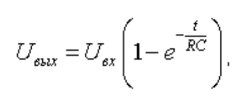 U_вых = U_вх (1 − e^{−t/RC}).